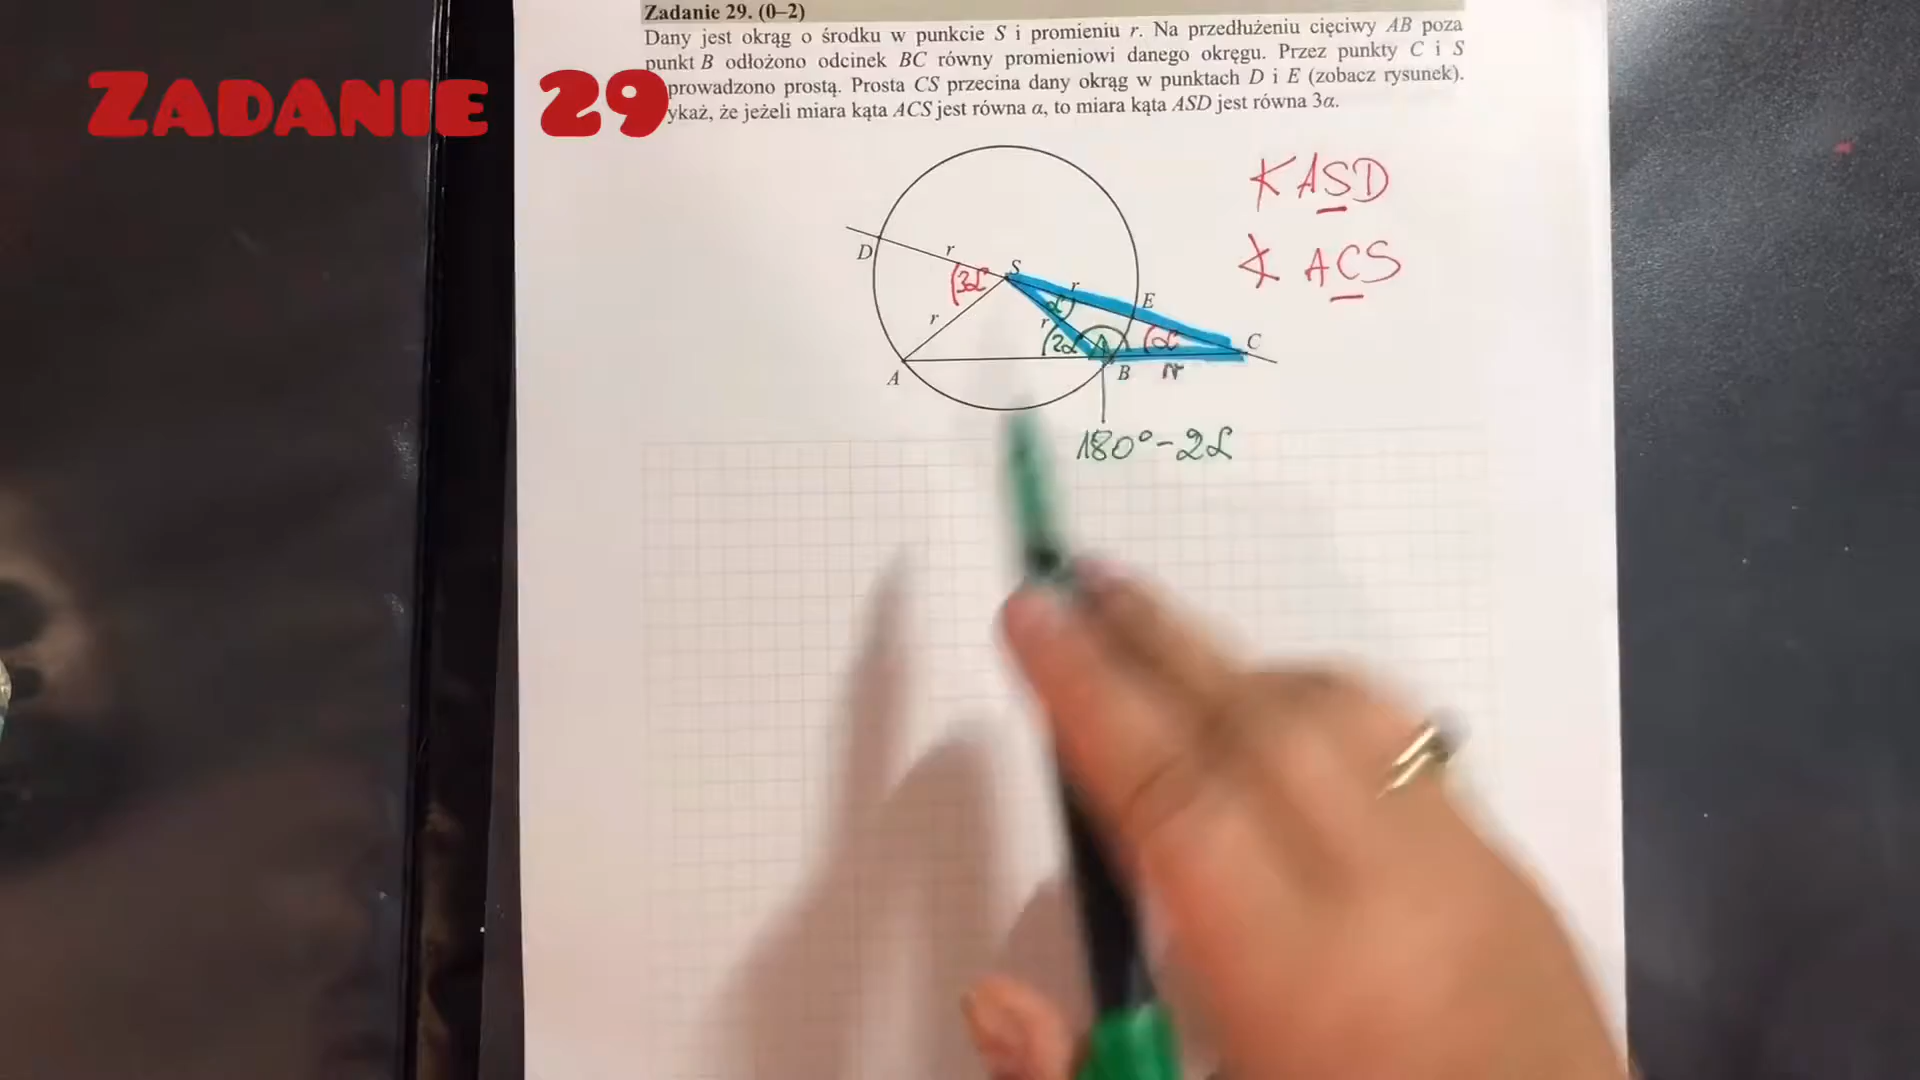 Zadanie 29. (0–2)
Dany jest okrąg o środku w punkcie S i promieniu r. Na przedłużeniu cięciwy AB poza
punkt B odłożono odcinek BC równy promieniowi danego okręgu. Przez punkty C i S
prowadzono prostą. Prosta CS przecina dany okrąg w punktach D i E (zobacz rysunek).
ykaż, że jeżeli miara kąta ACS jest równa α, to miara kąta ASD jest równa 3α.
ZADANIE 29
∢ ASD
∢ ACS
D
r
S
3α
r
α
r
E
r
2α
α
C
A
B
r
180° - 2α